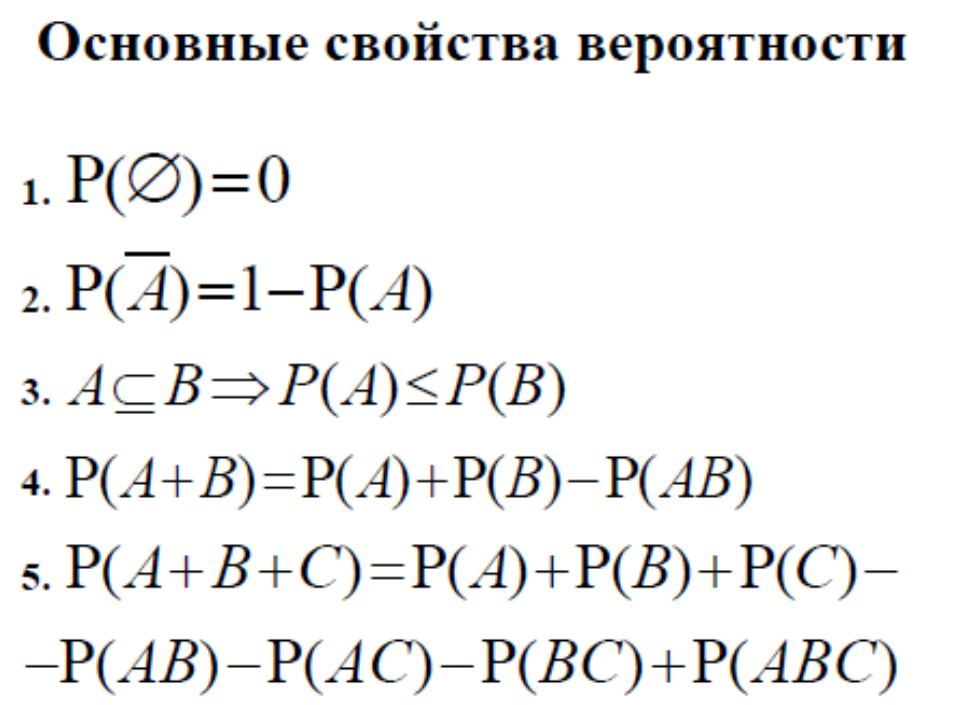 Основные свойства вероятности
1. P(∅)=0
2. P(A̅)=1−P(A)
3. A⊆B⇒P(A)≤P(B)
4. P(A+B)=P(A)+P(B)−P(AB)
5. P(A+B+C)=P(A)+P(B)+P(C)−
−P(AB)−P(AC)−P(BC)+P(ABC)